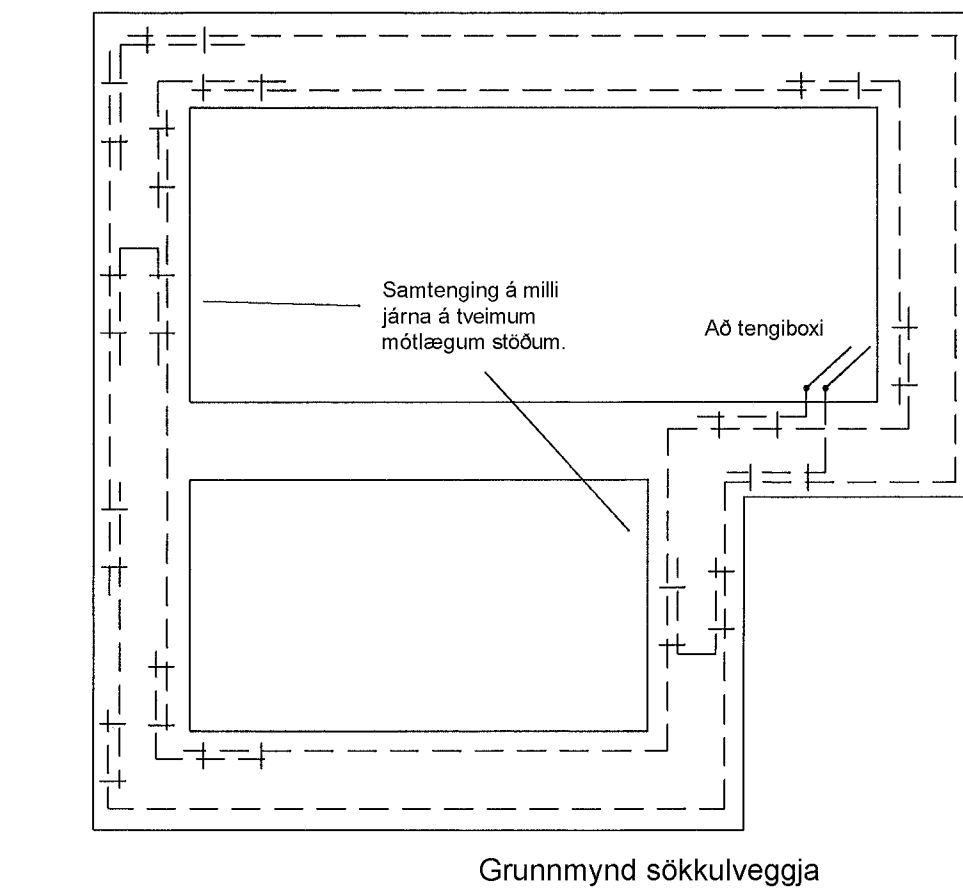 Samtenging á milli
járna á tveimum
mótlægum stöðum.
Að tengiboxi
Grunnmynd sökkulveggja